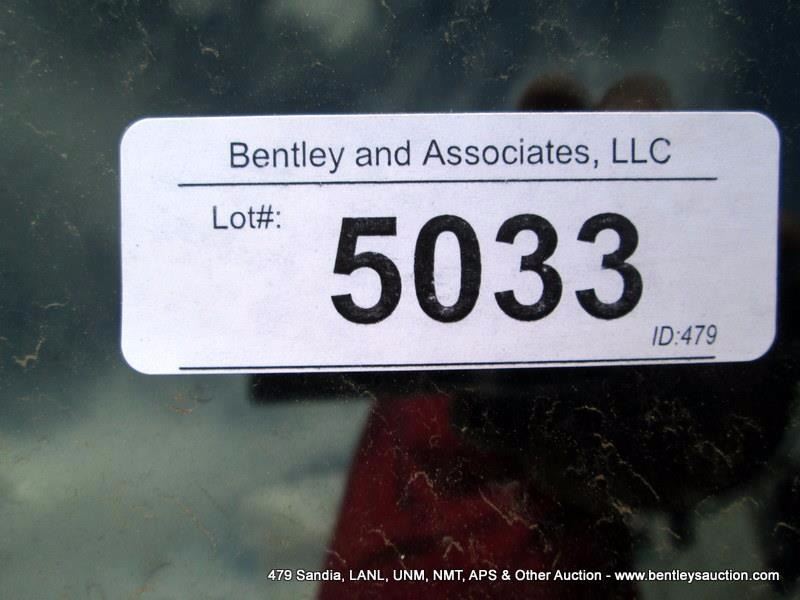 Bentley and Associates, LLC
Lot#:
5033
ID:479
479 Sandia, LANL, UNM, NMT, APS & Other Auction - www.bentleysauction.com